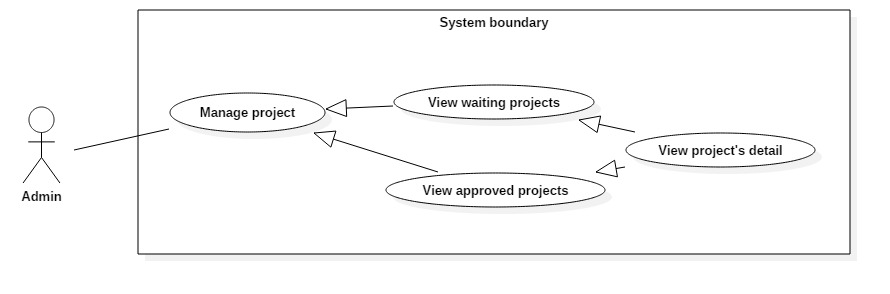 System boundary
Manage project
View waiting projects
View project's detail
View approved projects
Admin